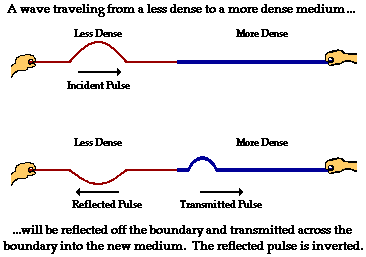 A wave traveling from a less dense to a more dense medium...
Less Dense More Dense
Incident Pulse
Less Dense More Dense
Reflected Pulse Transmitted Pulse
...will be reflected off the boundary and transmitted across the
boundary into the new medium. The reflected pulse is inverted.